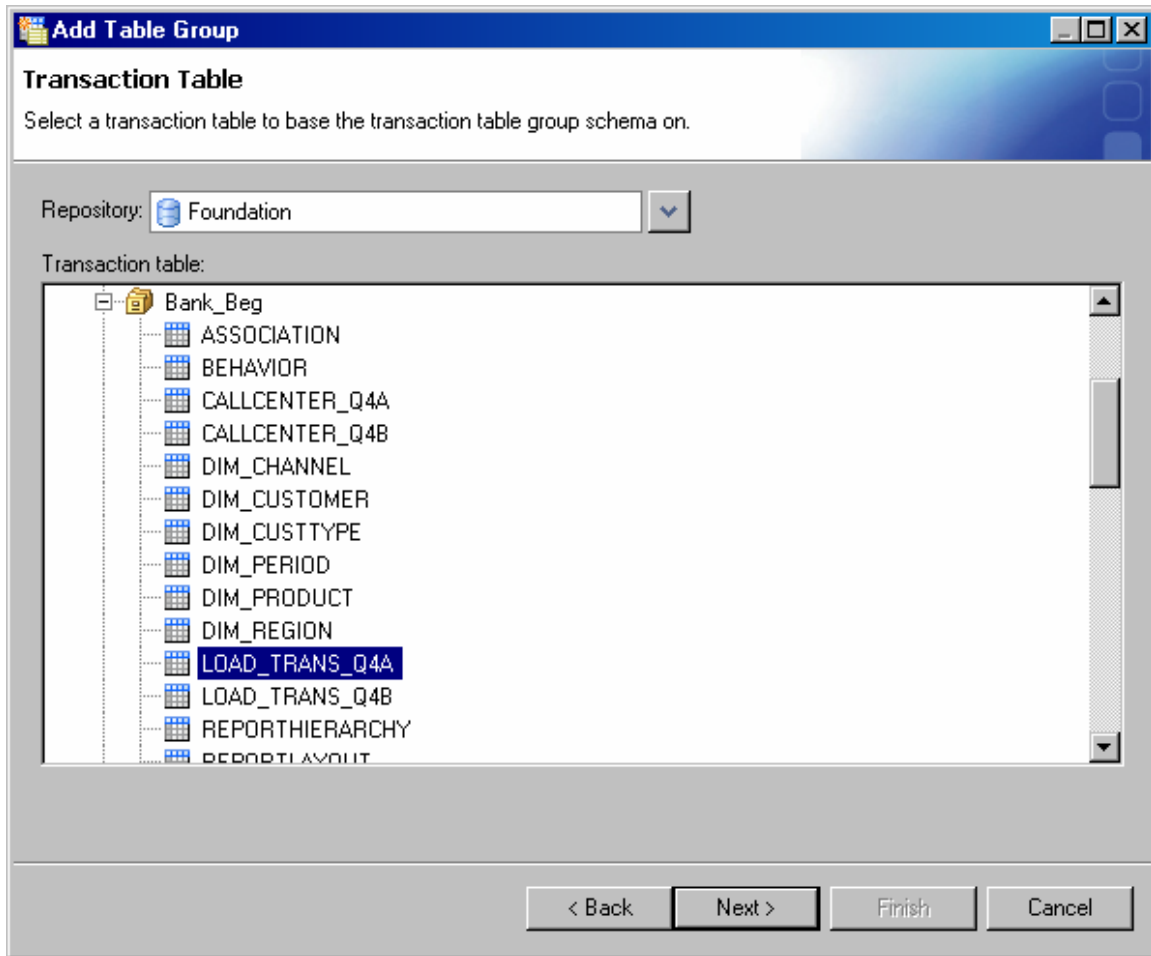 Add Table Group
Transaction Table
Select a transaction table to base the transaction table group schema on.
Repository: Foundation
Transaction table:
Bank_Beg
ASSOCIATION
BEHAVIOR
CALLCENTER_Q4A
CALLCENTER_Q4B
DIM_CHANNEL
DIM_CUSTOMER
DIM_CUSTTYPE
DIM_PERIOD
DIM_PRODUCT
DIM_REGION
LOAD_TRANS_Q4A
LOAD_TRANS_Q4B
REPORTHIERARCHY
REPORTLAYOUT
< Back Next > Finish Cancel